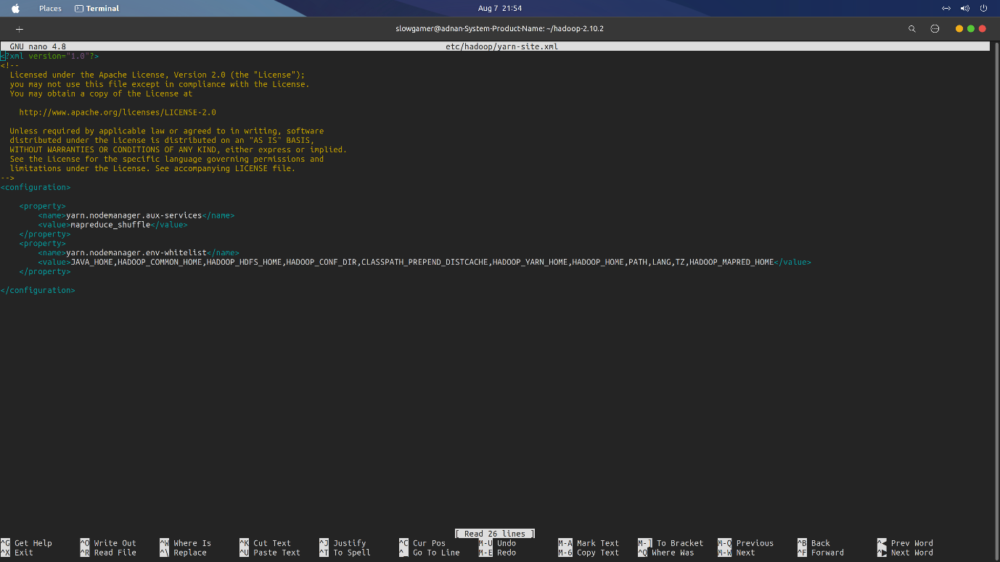 Places Terminal Aug 7 21:54
slowgamer@adnan-System-Product-Name: ~/hadoop-2.10.2
GNU nano 4.8 etc/hadoop/yarn-site.xml
<?xml version="1.0"?>
<!--
  Licensed under the Apache License, Version 2.0 (the "License");
  you may not use this file except in compliance with the License.
  You may obtain a copy of the License at

    http://www.apache.org/licenses/LICENSE-2.0

  Unless required by applicable law or agreed to in writing, software
  distributed under the License is distributed on an "AS IS" BASIS,
  WITHOUT WARRANTIES OR CONDITIONS OF ANY KIND, either express or implied.
  See the License for the specific language governing permissions and
  limitations under the License. See accompanying LICENSE file.
-->
<configuration>

    <property>
        <name>yarn.nodemanager.aux-services</name>
        <value>mapreduce_shuffle</value>
    </property>
    <property>
        <name>yarn.nodemanager.env-whitelist</name>
        <value>JAVA_HOME,HADOOP_COMMON_HOME,HADOOP_HDFS_HOME,HADOOP_CONF_DIR,CLASSPATH_PREPEND_DISTCACHE,HADOOP_YARN_HOME,HADOOP_HOME,PATH,LANG,TZ,HADOOP_MAPRED_HOME</value>
    </property>

</configuration>
[ Read 26 lines ]
^G Get Help ^O Write Out ^W Where Is ^K Cut Text ^J Justify ^C Cur Pos M-U Undo M-A Mark Text M-] To Bracket M-Q Previous ^B Back ^◀ Prev Word
^X Exit ^R Read File ^\ Replace ^U Paste Text ^T To Spell ^_ Go To Line M-E Redo M-6 Copy Text ^Q Where Was M-W Next ^F Forward ^▶ Next Word